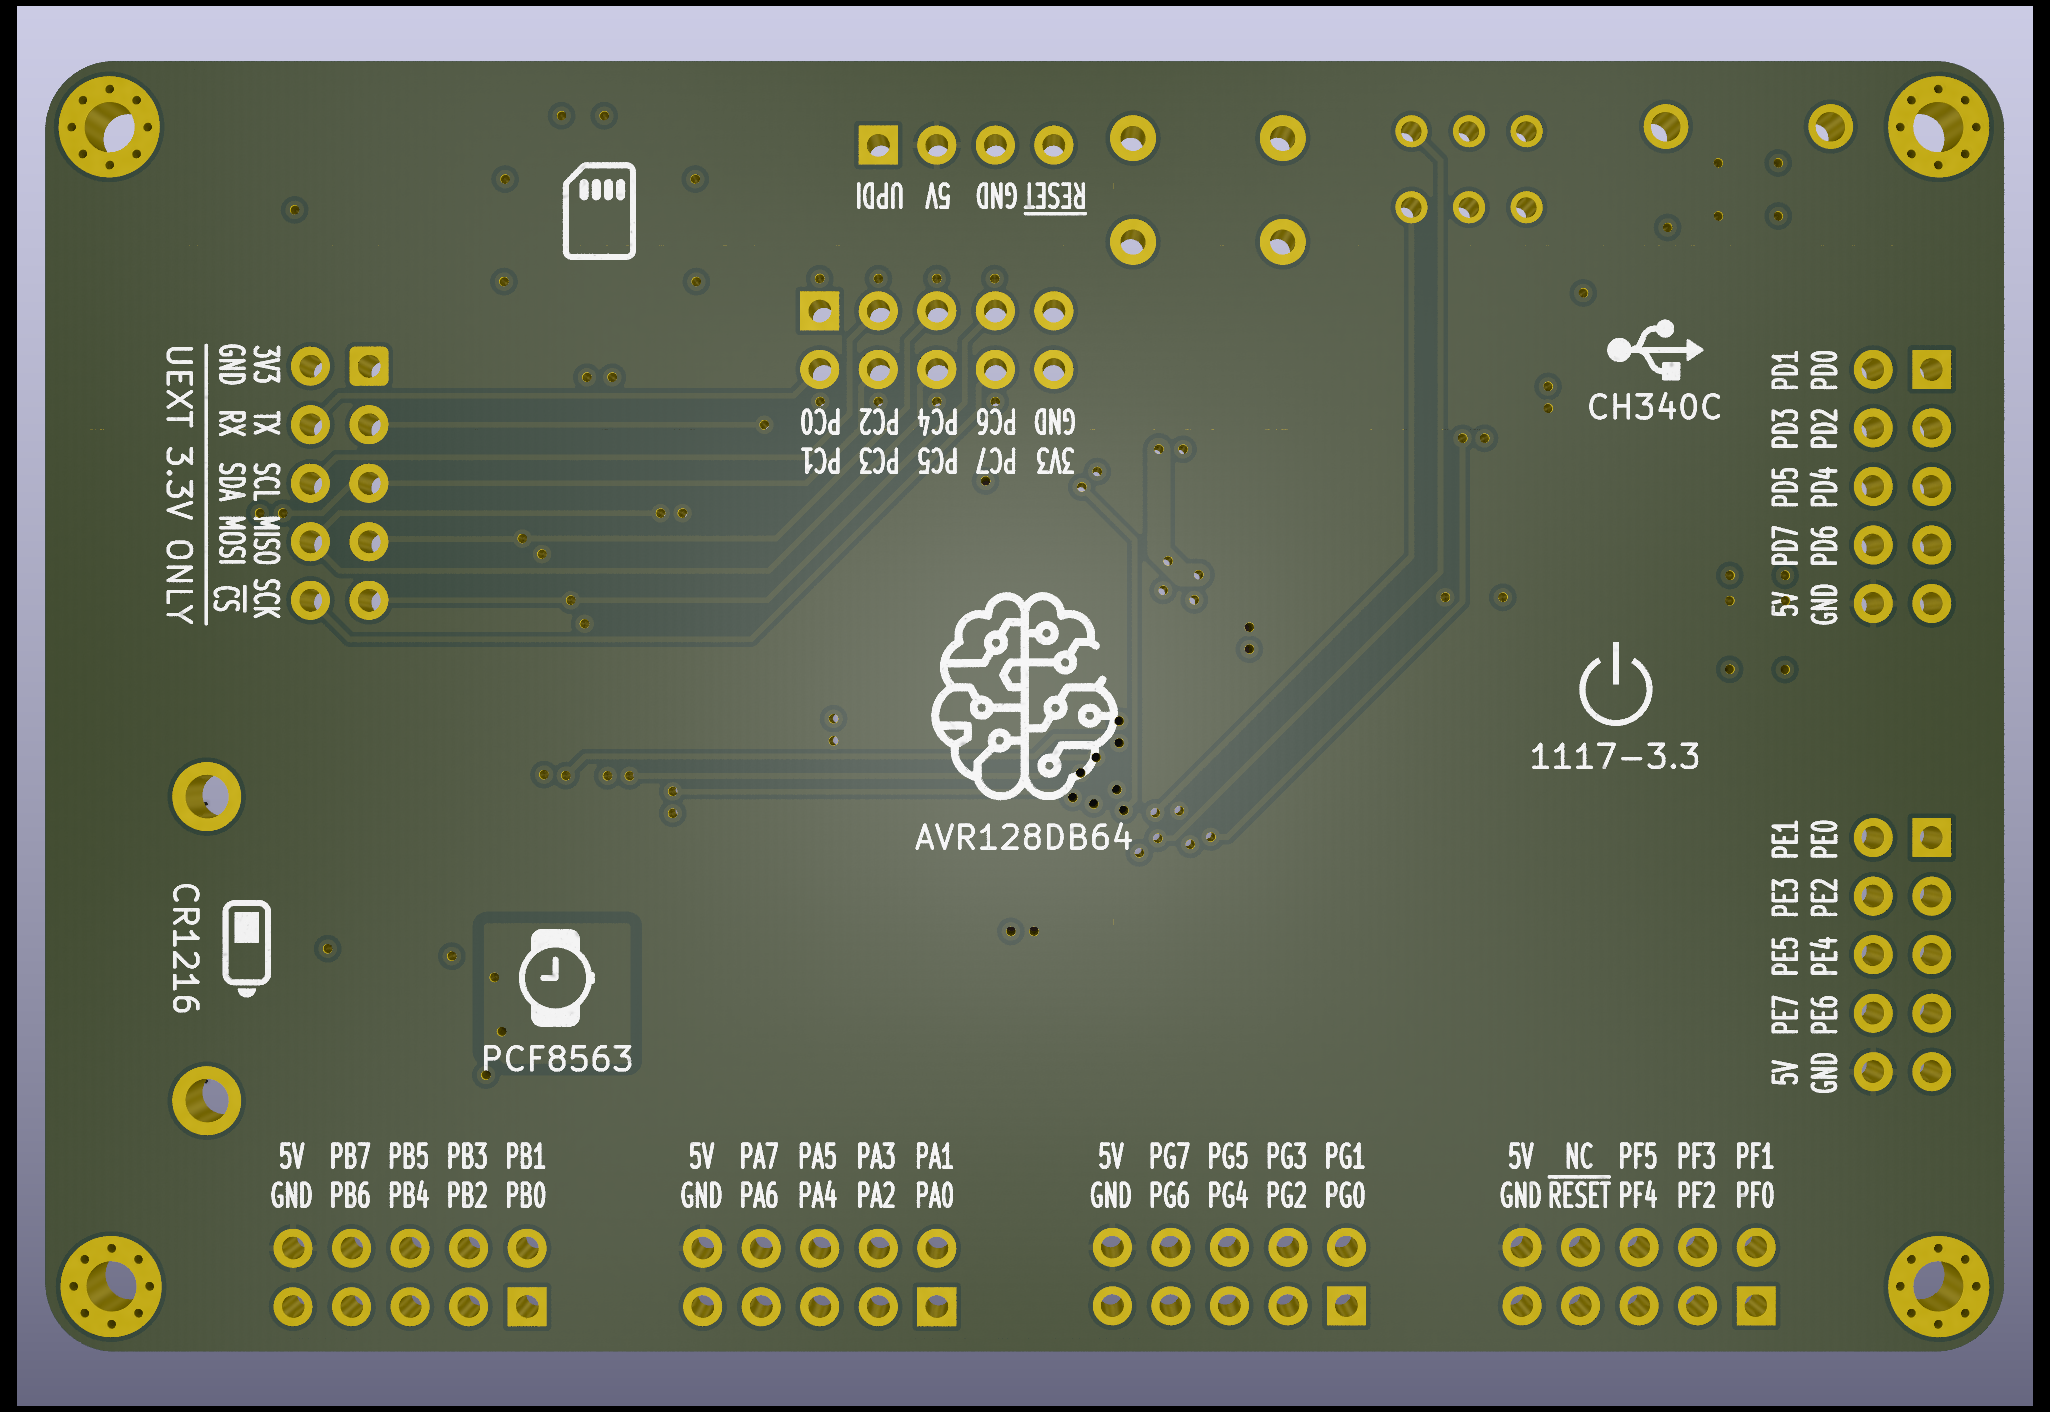 UPDI 5V GND RESET
PC0 PC2 PC4 PC6 GND
PC1 PC3 PC5 PC7 3V3
3V3 TX SCL MISO SCK
GND RX SDA MOSI CS
UEXT 3.3V ONLY
CH340C
PD1 PD0
PD3 PD2
PD5 PD4
PD7 PD6
5V GND
1117-3.3
AVR128DB64
PE1 PE0
PE3 PE2
PE5 PE4
PE7 PE6
5V GND
CR1216
PCF8563
5V PB7 PB5 PB3 PB1
GND PB6 PB4 PB2 PB0
5V PA7 PA5 PA3 PA1
GND PA6 PA4 PA2 PA0
5V PG7 PG5 PG3 PG1
GND PG6 PG4 PG2 PG0
5V NC PF5 PF3 PF1
GND RESET PF4 PF2 PF0